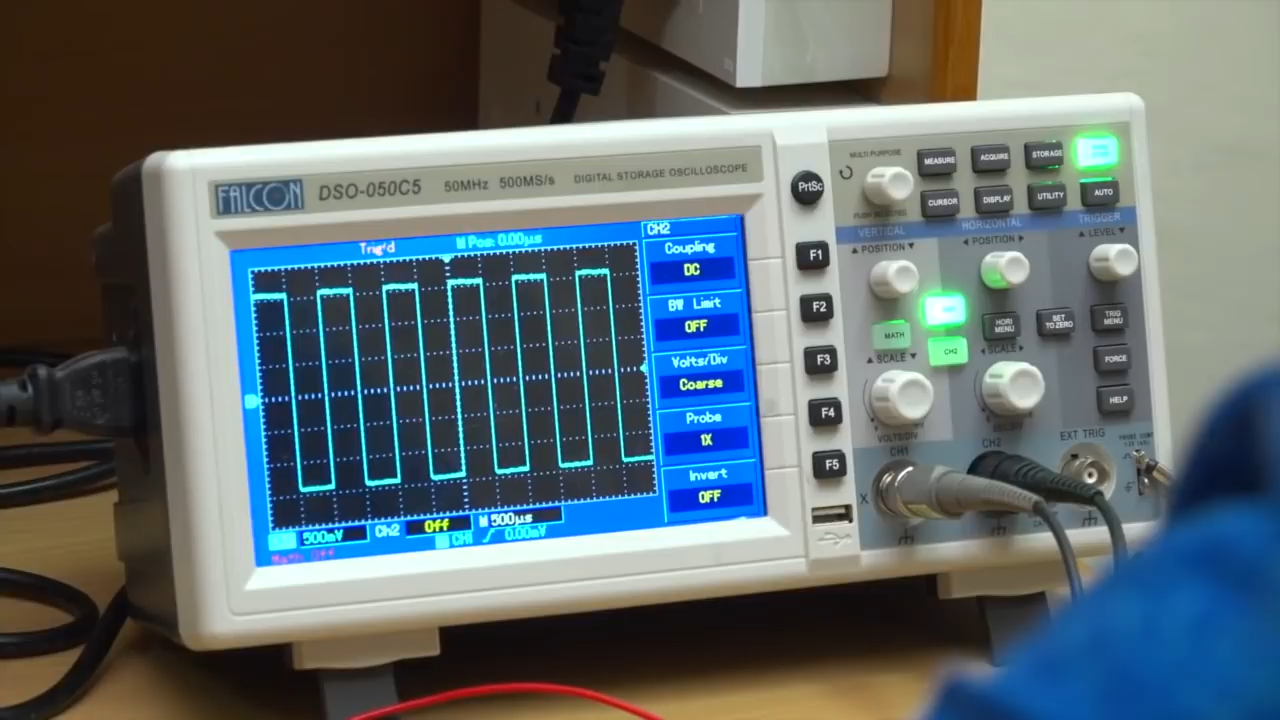 FALCON DSO-050C5 50MHz 500MS/s DIGITAL STORAGE OSCILLOSCOPE
Trig'd M Pos: 0.00µs CH2
Coupling
DC
BW Limit
OFF
Volts/Div
Coarse
Probe
1X
Invert
OFF
500mV Ch2 Off M 500µs
CH1 0.00mV
Math Off
PrtSc
F1
F2
F3
F4
F5
MULTI PURPOSE
MEASURE ACQUIRE STORAGE
CURSOR DISPLAY UTILITY AUTO
VERTICAL HORIZONTAL TRIGGER
POSITION POSITION LEVEL
MATH HORI MENU SET TO ZERO TRIG MENU
CH2 FORCE
SCALE SCALE
HELP
VOLTS/DIV
CH1 CH2 EXT TRIG
X